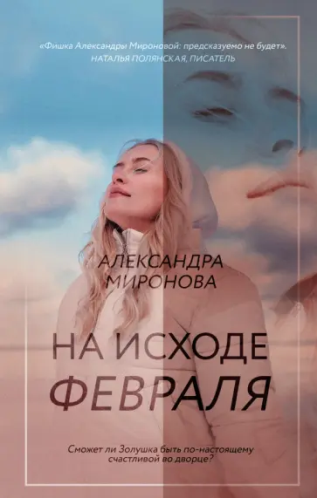 «Фишка Александры Мироновой: предсказуемо не будет».
НАТАЛЬЯ ПОЛЯНСКАЯ, ПИСАТЕЛЬ
АЛЕКСАНДРА
МИРОНОВА
НА ИСХОДЕ
ФЕВРАЛЯ
Сможет ли Золушка быть по-настоящему
счастливой во дворце?